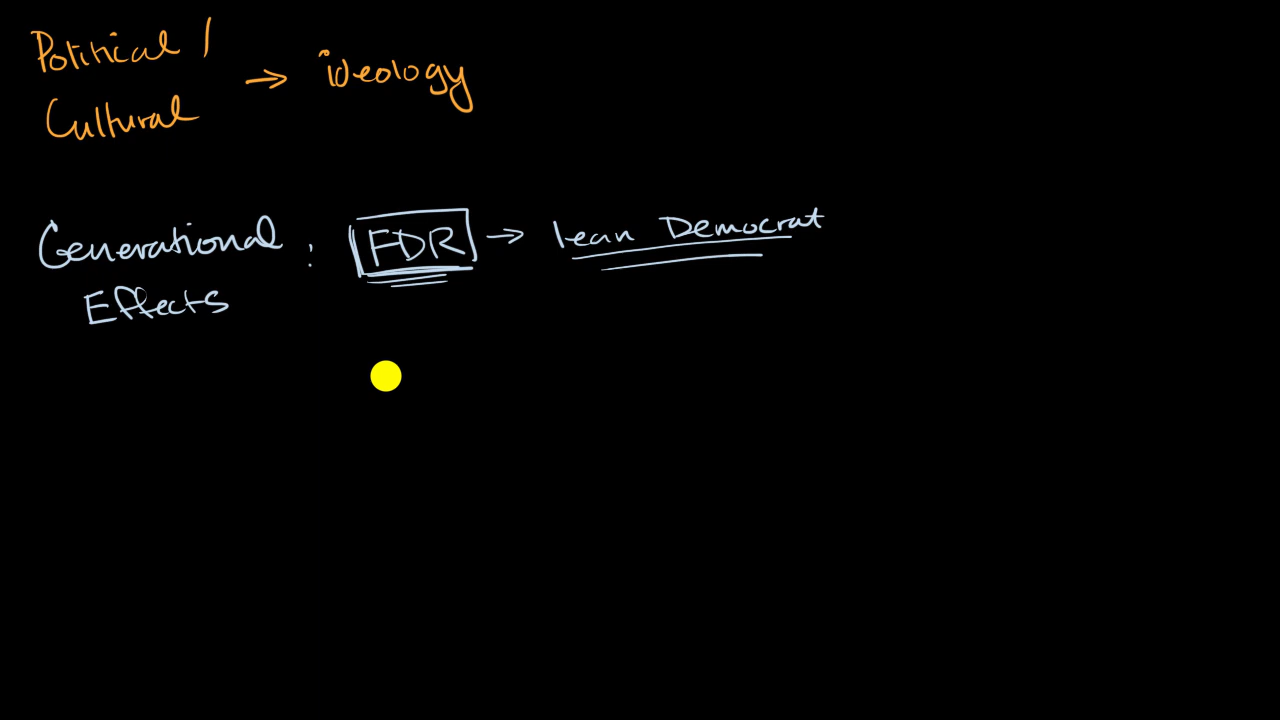 Political /
Cultural → ideology
Generational : FDR → lean Democrat
Effects